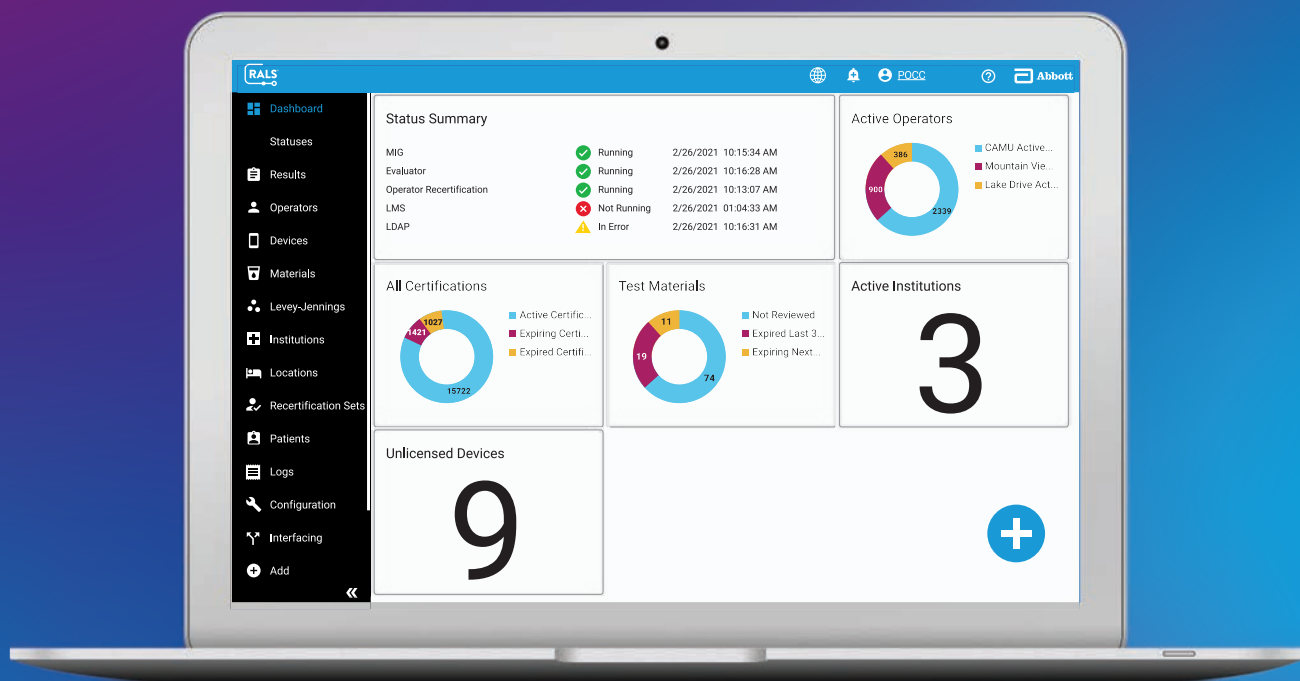 RALS
POCC
Abbott
Dashboard
Statuses
Results
Operators
Devices
Materials
Levey-Jennings
Institutions
Locations
Recertification Sets
Patients
Logs
Configuration
Interfacing
Add
Status Summary
MIG Running 2/26/2021 10:15:34 AM
Evaluator Running 2/26/2021 10:16:28 AM
Operator Recertification Running 2/26/2021 10:13:07 AM
LMS Not Running 2/26/2021 01:04:33 AM
LDAP In Error 2/26/2021 10:16:31 AM
Active Operators
386
900
2339
CAMU Active...
Mountain Vie...
Lake Drive Act...
All Certifications
1027
1421
15722
Active Certific...
Expiring Certi...
Expired Certifi...
Test Materials
11
19
74
Not Reviewed
Expired Last 3...
Expiring Next...
Active Institutions
3
Unlicensed Devices
9